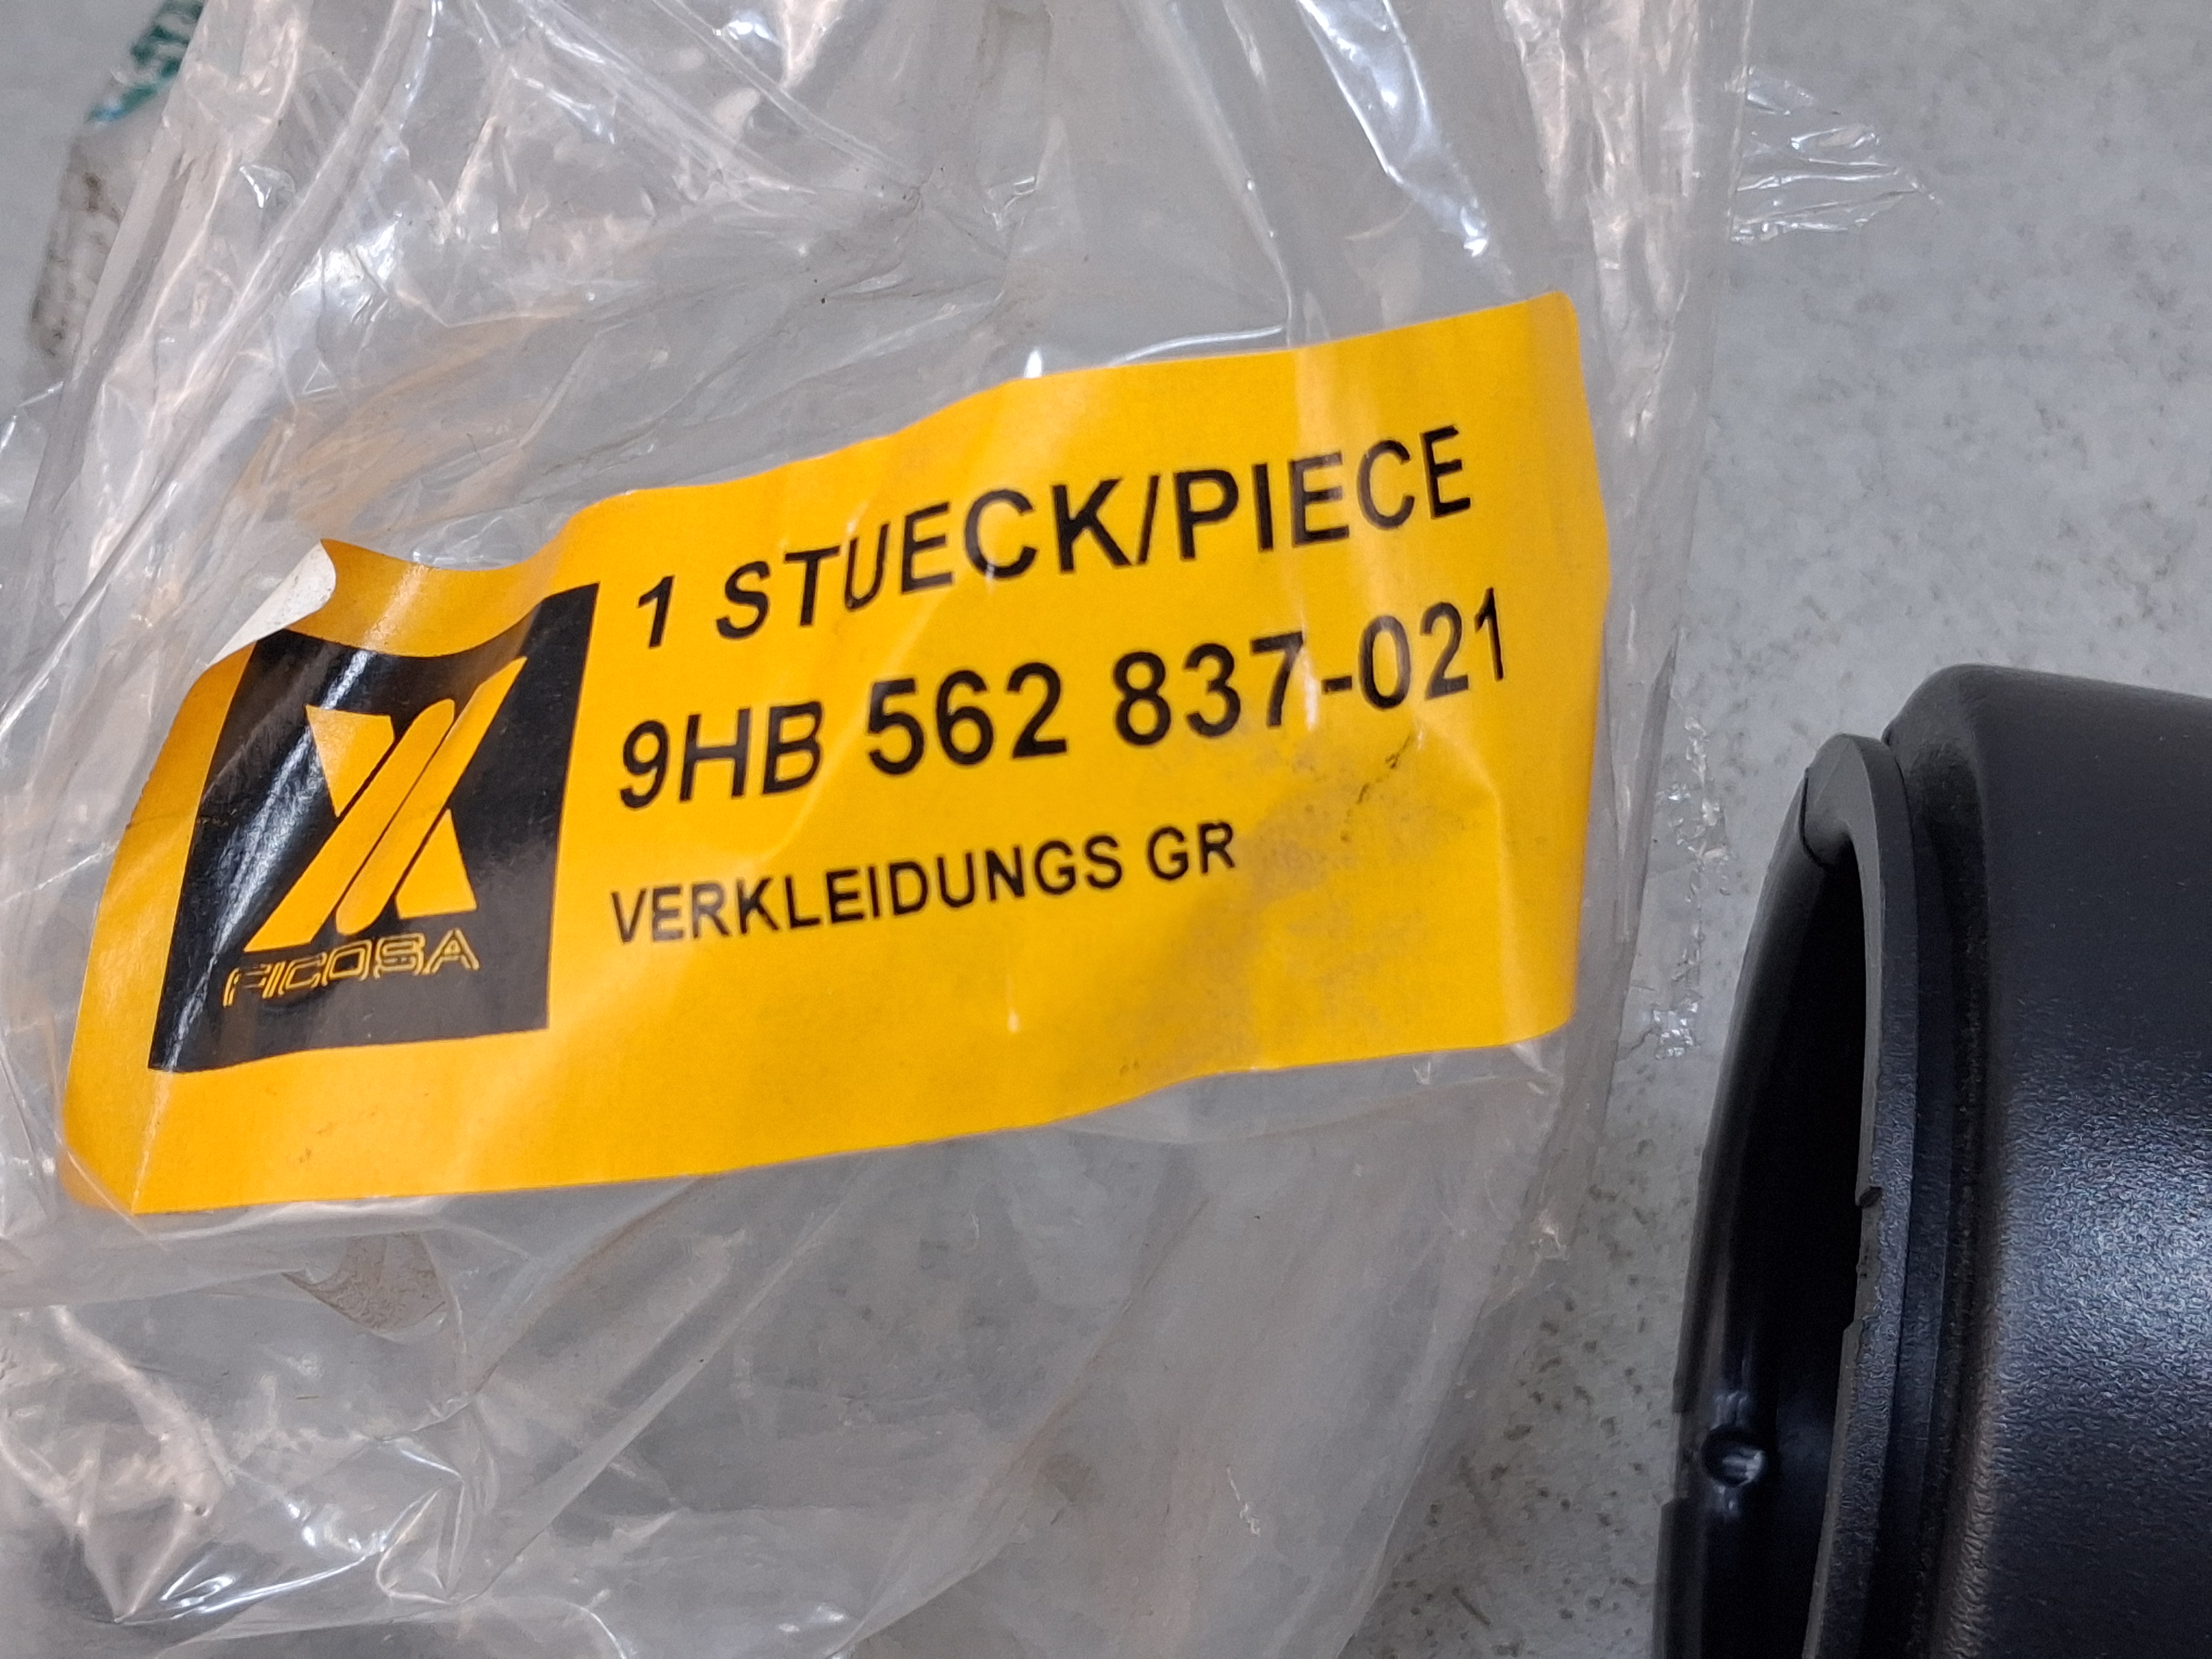 1 STUECK/PIECE
9HB 562 837-021
VERKLEIDUNGS GR
FICOSA